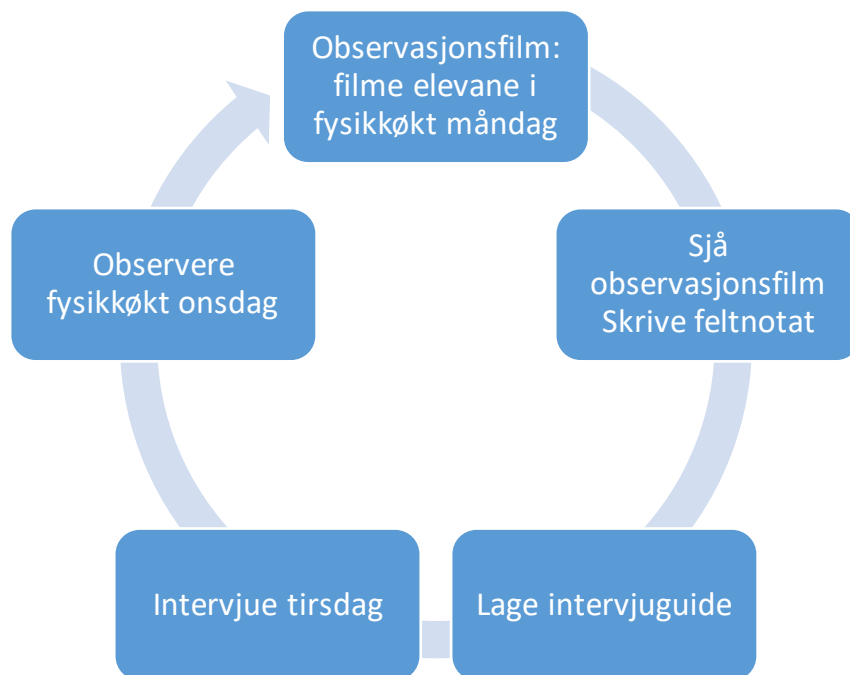 Observasjonsfilm:
filme elevane i
fysikkøkt måndag
Sjå
observasjonsfilm
Skrive feltnotat
Lage intervjuguide
Intervjue tirsdag
Observere
fysikkøkt onsdag